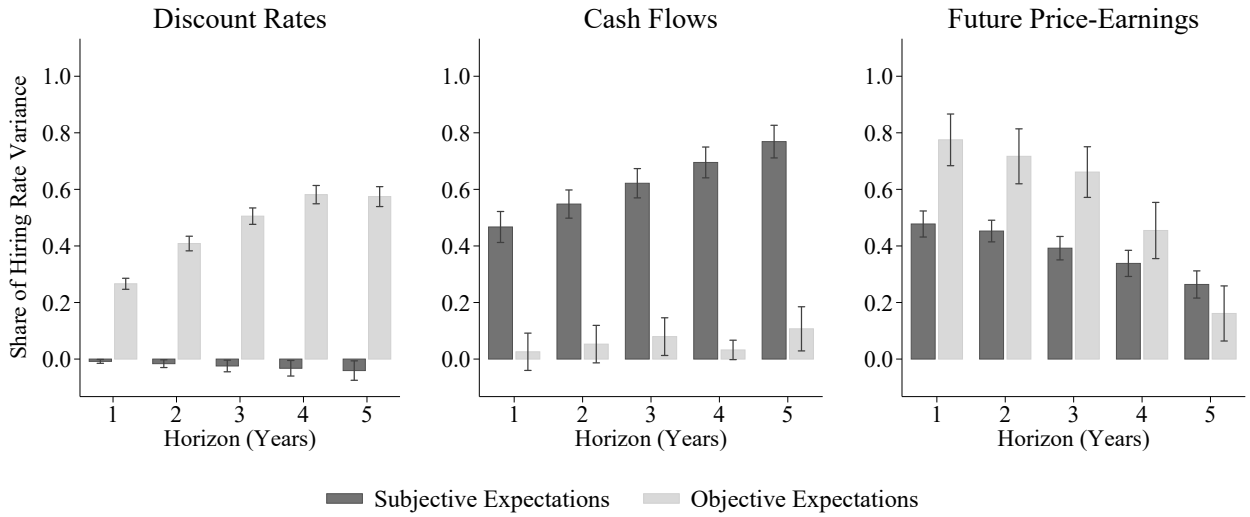 Discount Rates
Cash Flows
Future Price-Earnings
Share of Hiring Rate Variance
1.0
0.8
0.6
0.4
0.2
0.0
1 2 3 4 5
Horizon (Years)
1.0
0.8
0.6
0.4
0.2
0.0
1 2 3 4 5
Horizon (Years)
1.0
0.8
0.6
0.4
0.2
0.0
1 2 3 4 5
Horizon (Years)
Subjective Expectations
Objective Expectations